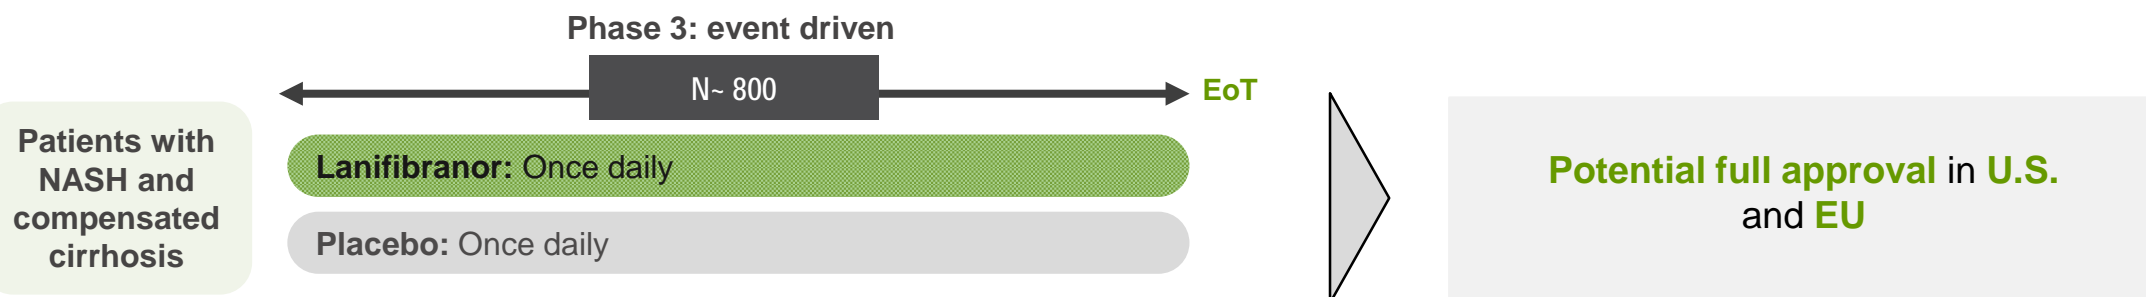 Phase 3: event driven
N~ 800
EoT
Patients with
NASH and
compensated
cirrhosis
Lanifibranor: Once daily
Placebo: Once daily
Potential full approval in U.S.
and EU